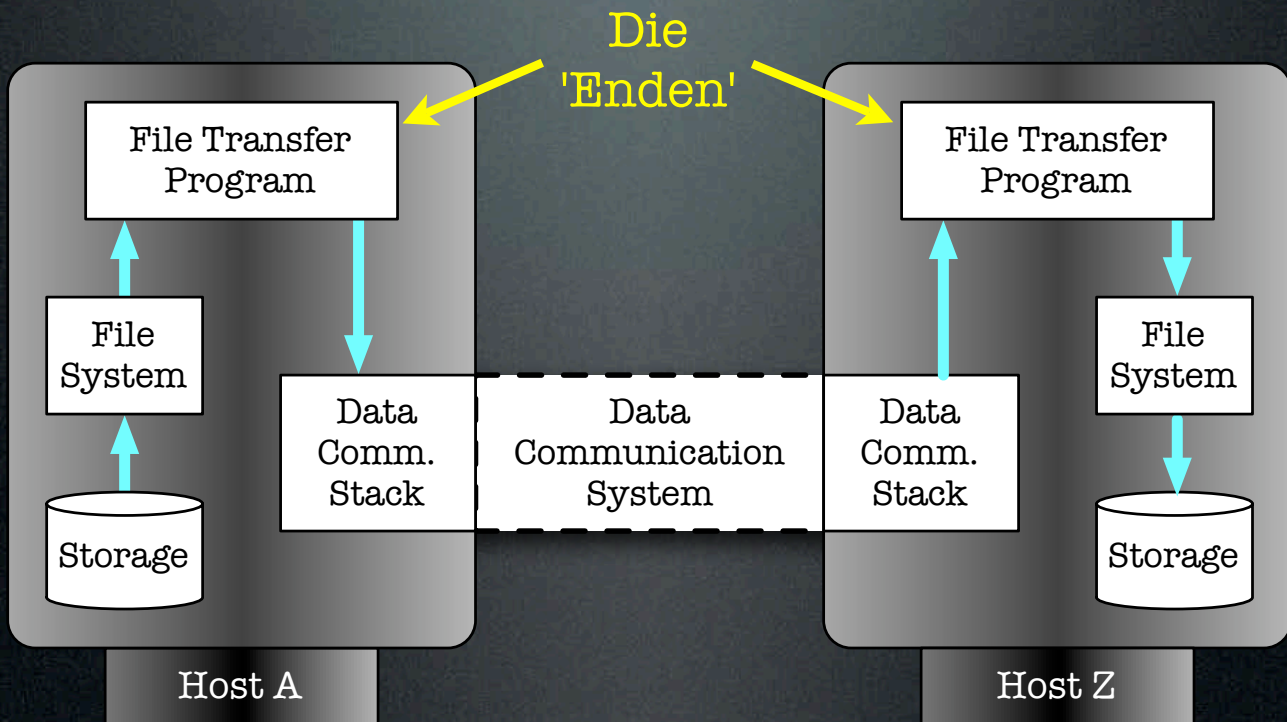 Die
'Enden'
File Transfer
Program
File
System
Storage
Data
Comm.
Stack
Data
Communication
System
Data
Comm.
Stack
File Transfer
Program
File
System
Storage
Host A
Host Z